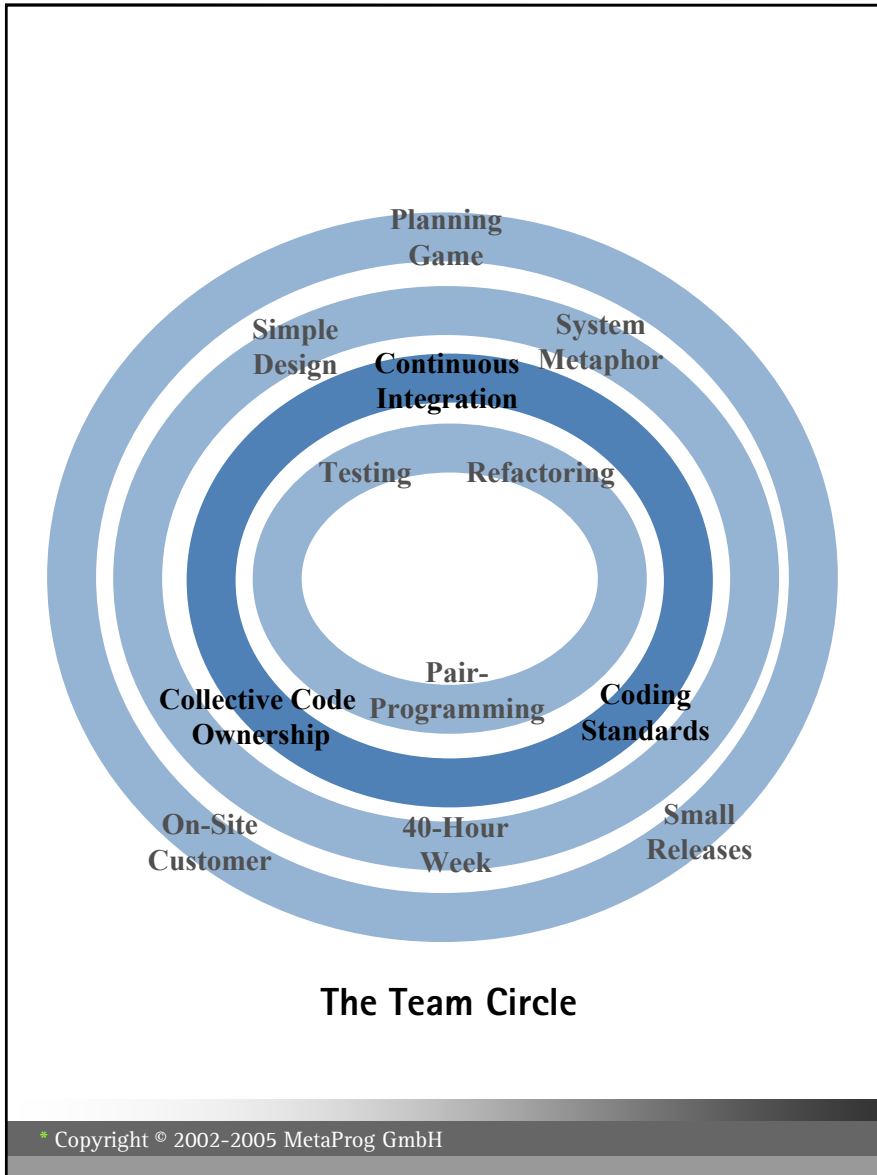 Planning
Game
Simple
Design
System
Metaphor
Continuous
Integration
Testing
Refactoring
Pair-
Programming
Collective Code
Ownership
Coding
Standards
On-Site
Customer
40-Hour
Week
Small
Releases
The Team Circle
* Copyright © 2002-2005 MetaProg GmbH